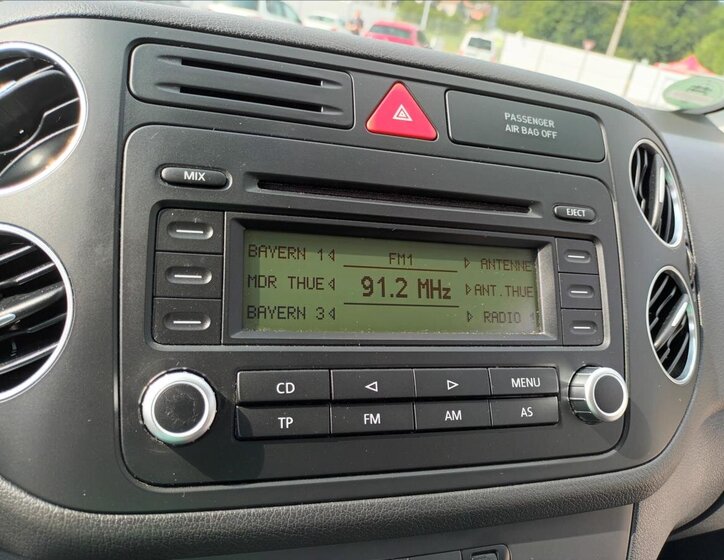 PASSENGER
AIR BAG OFF
MIX
EJECT
BAYERN 1 FM1 ANTENNE
MDR THUE 91.2 MHz ANT.THUE
BAYERN 3 RADIO
CD MENU
TP FM AM AS